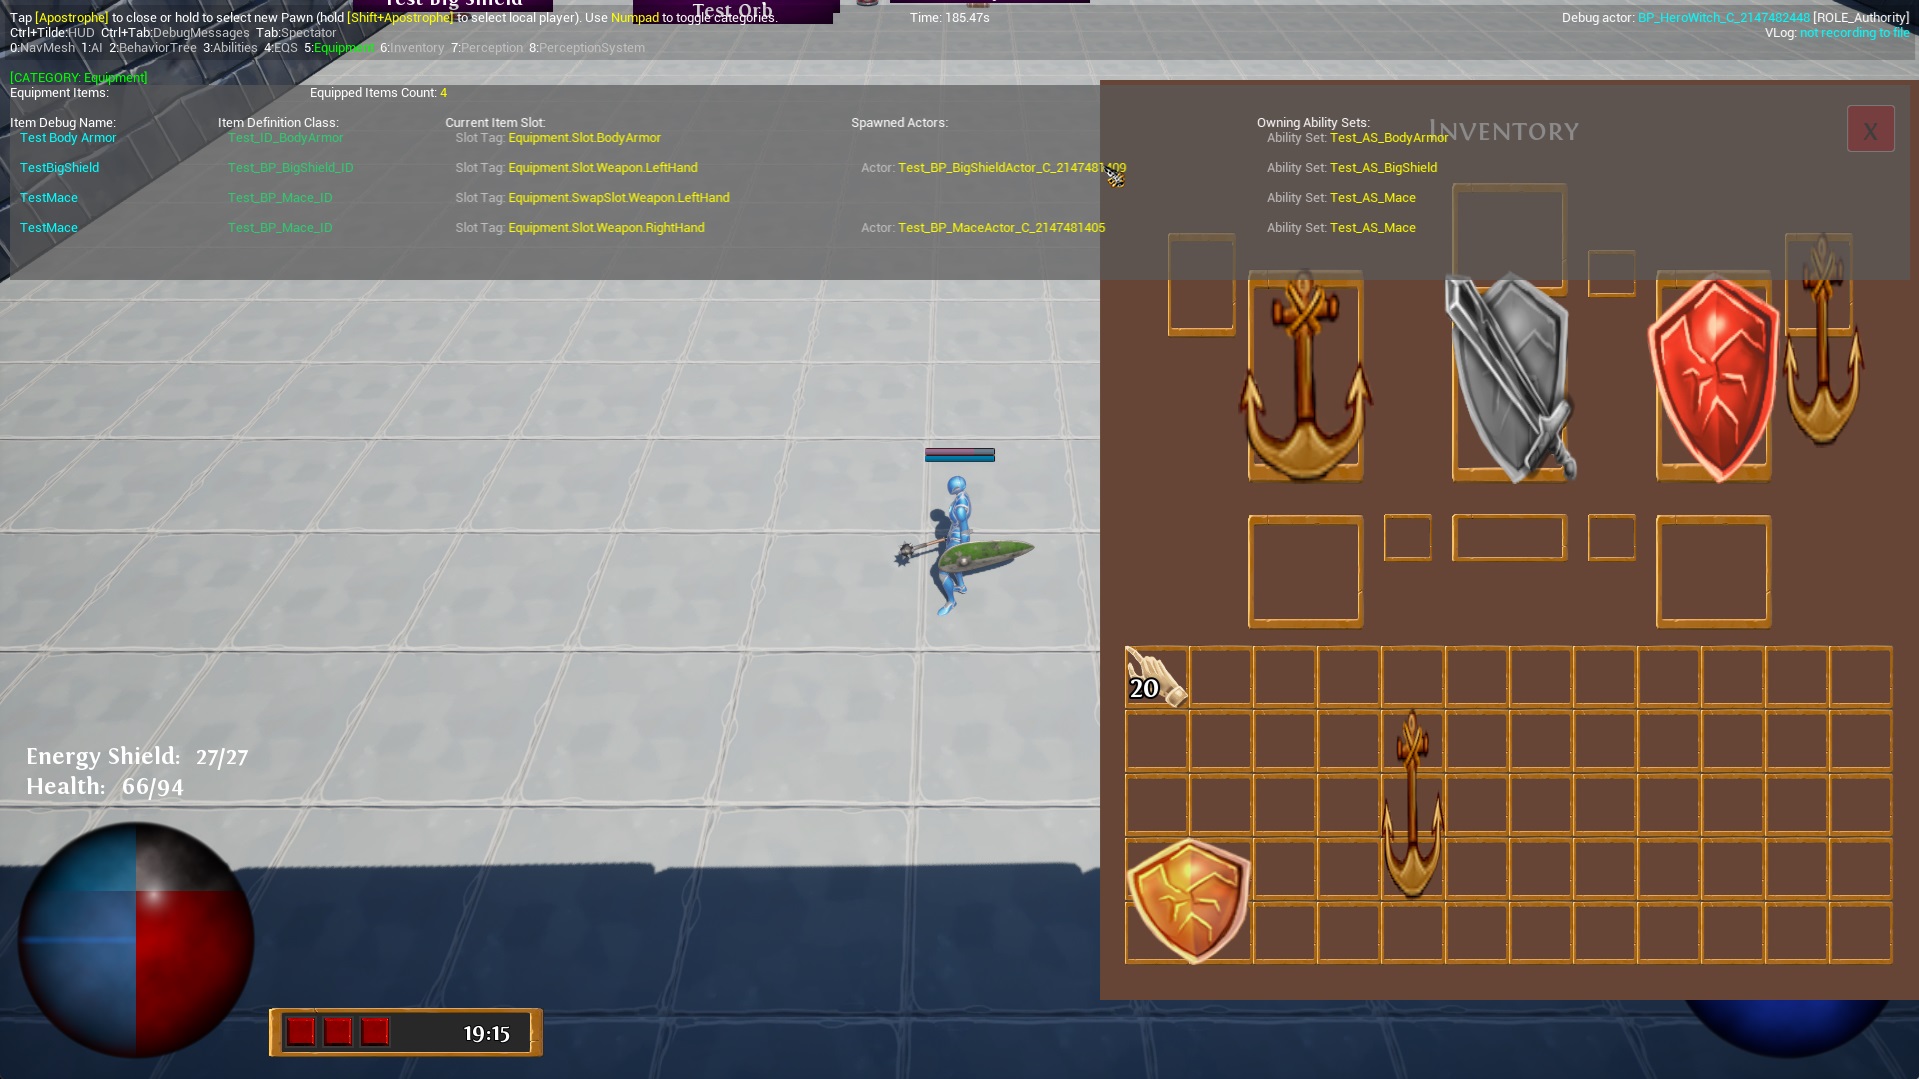 Test Big Shield
Test Orb
Tap [Apostrophe] to close or hold to select new Pawn (hold [Shift+Apostrophe] to select local player). Use Numpad to toggle categories.
Time: 185.47s
Debug actor: BP_HeroWitch_C_2147482448 [ROLE_Authority]
Ctrl+Tilde:HUD Ctrl+Tab:DebugMessages Tab:Spectator
VLog: not recording to file
0:NavMesh 1:AI 2:BehaviorTree 3:Abilities 4:EQS 5:Equipment 6:Inventory 7:Perception 8:PerceptionSystem
[CATEGORY: Equipment]
Equipment Items: Equipped Items Count: 4
Item Debug Name: Item Definition Class: Current Item Slot: Spawned Actors: Owning Ability Sets:
Test Body Armor Test_ID_BodyArmor Slot Tag: Equipment.Slot.BodyArmor Ability Set: Test_AS_BodyArmor
TestBigShield Test_BP_BigShield_ID Slot Tag: Equipment.Slot.Weapon.LeftHand Actor: Test_BP_BigShieldActor_C_2147481409 Ability Set: Test_AS_BigShield
TestMace Test_BP_Mace_ID Slot Tag: Equipment.SwapSlot.Weapon.LeftHand Ability Set: Test_AS_Mace
TestMace Test_BP_Mace_ID Slot Tag: Equipment.Slot.Weapon.RightHand Actor: Test_BP_MaceActor_C_2147481405 Ability Set: Test_AS_Mace
INVENTORY
X
20
Energy Shield: 27/27
Health: 66/94
19:15